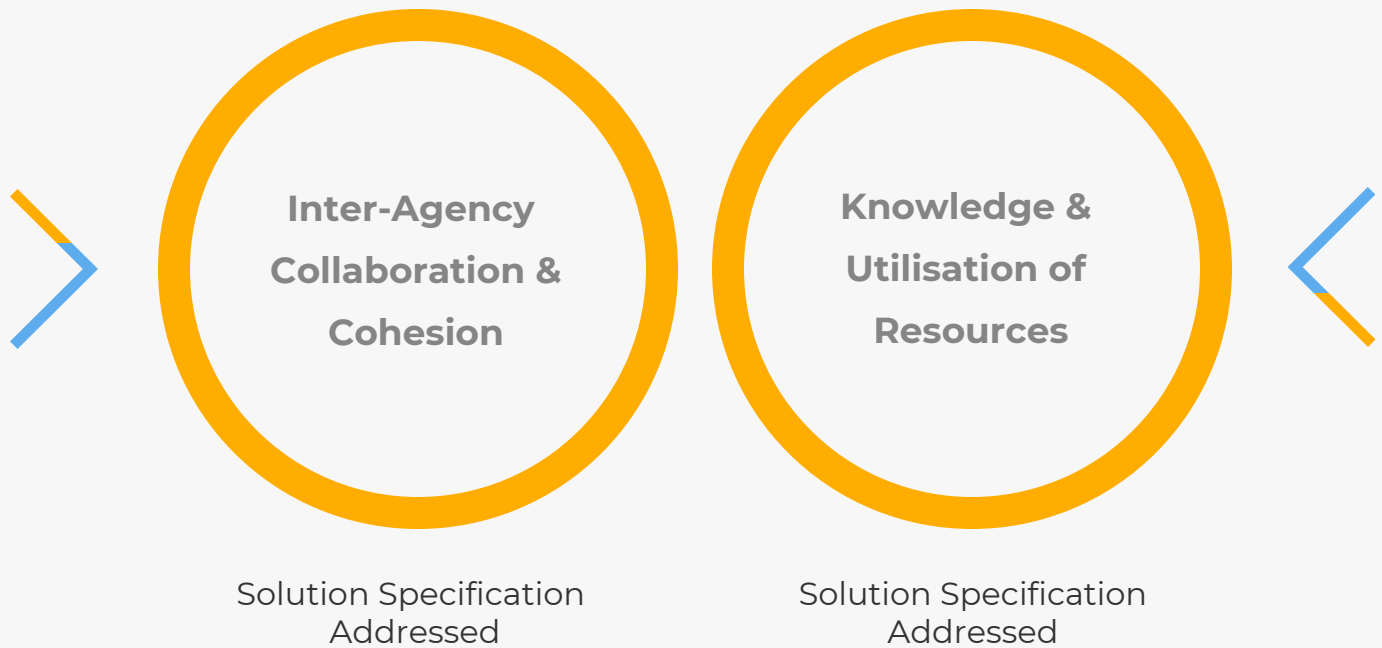 Inter-Agency
Collaboration &
Cohesion
Knowledge &
Utilisation of
Resources
Solution Specification
Addressed
Solution Specification
Addressed